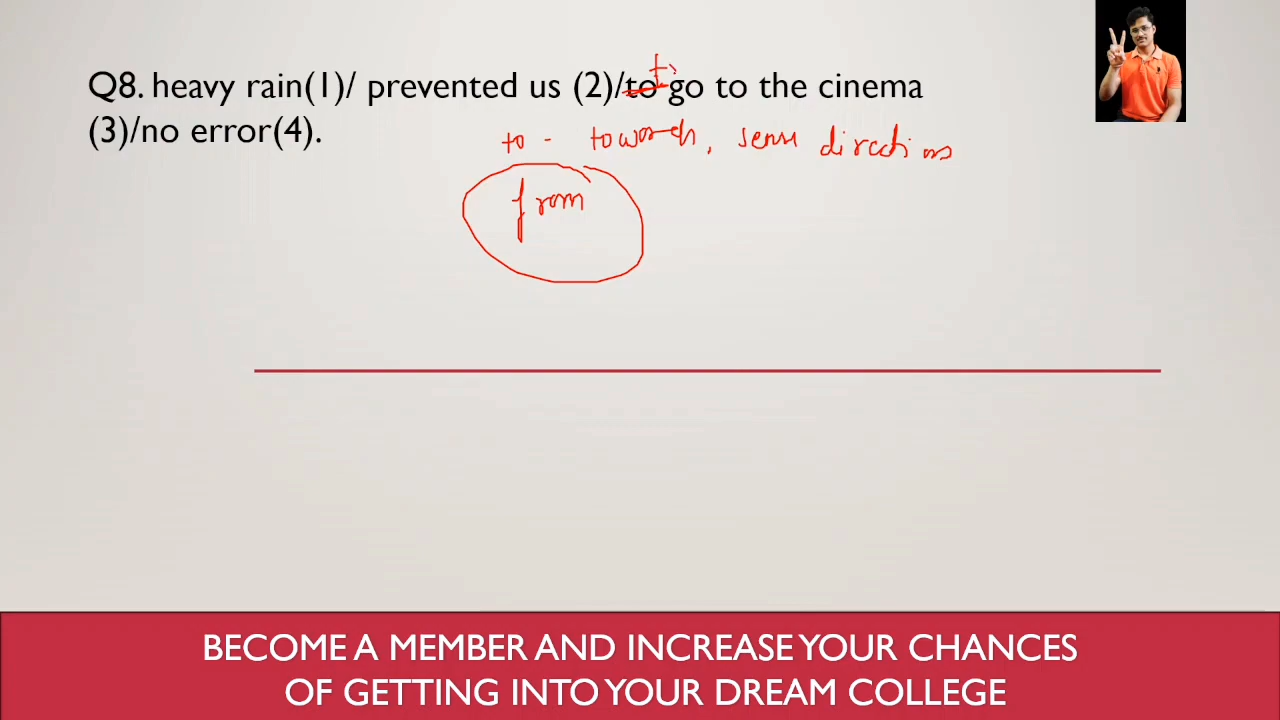 Q8. heavy rain(1)/ prevented us (2)/to go to the cinema
(3)/no error(4).
to - towards, sense directions
from
BECOME A MEMBER AND INCREASE YOUR CHANCES
OF GETTING INTO YOUR DREAM COLLEGE